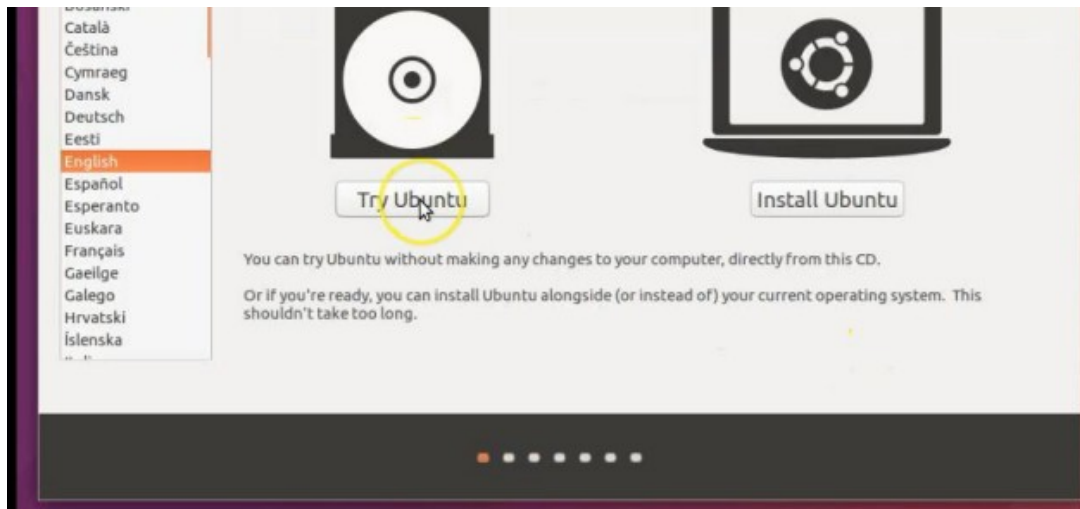 Català
Čeština
Cymraeg
Dansk
Deutsch
Eesti
English
Español
Esperanto
Euskara
Français
Gaeilge
Galego
Hrvatski
Íslenska
Try Ubuntu
Install Ubuntu
You can try Ubuntu without making any changes to your computer, directly from this CD.
Or if you're ready, you can install Ubuntu alongside (or instead of) your current operating system. This
shouldn't take too long.